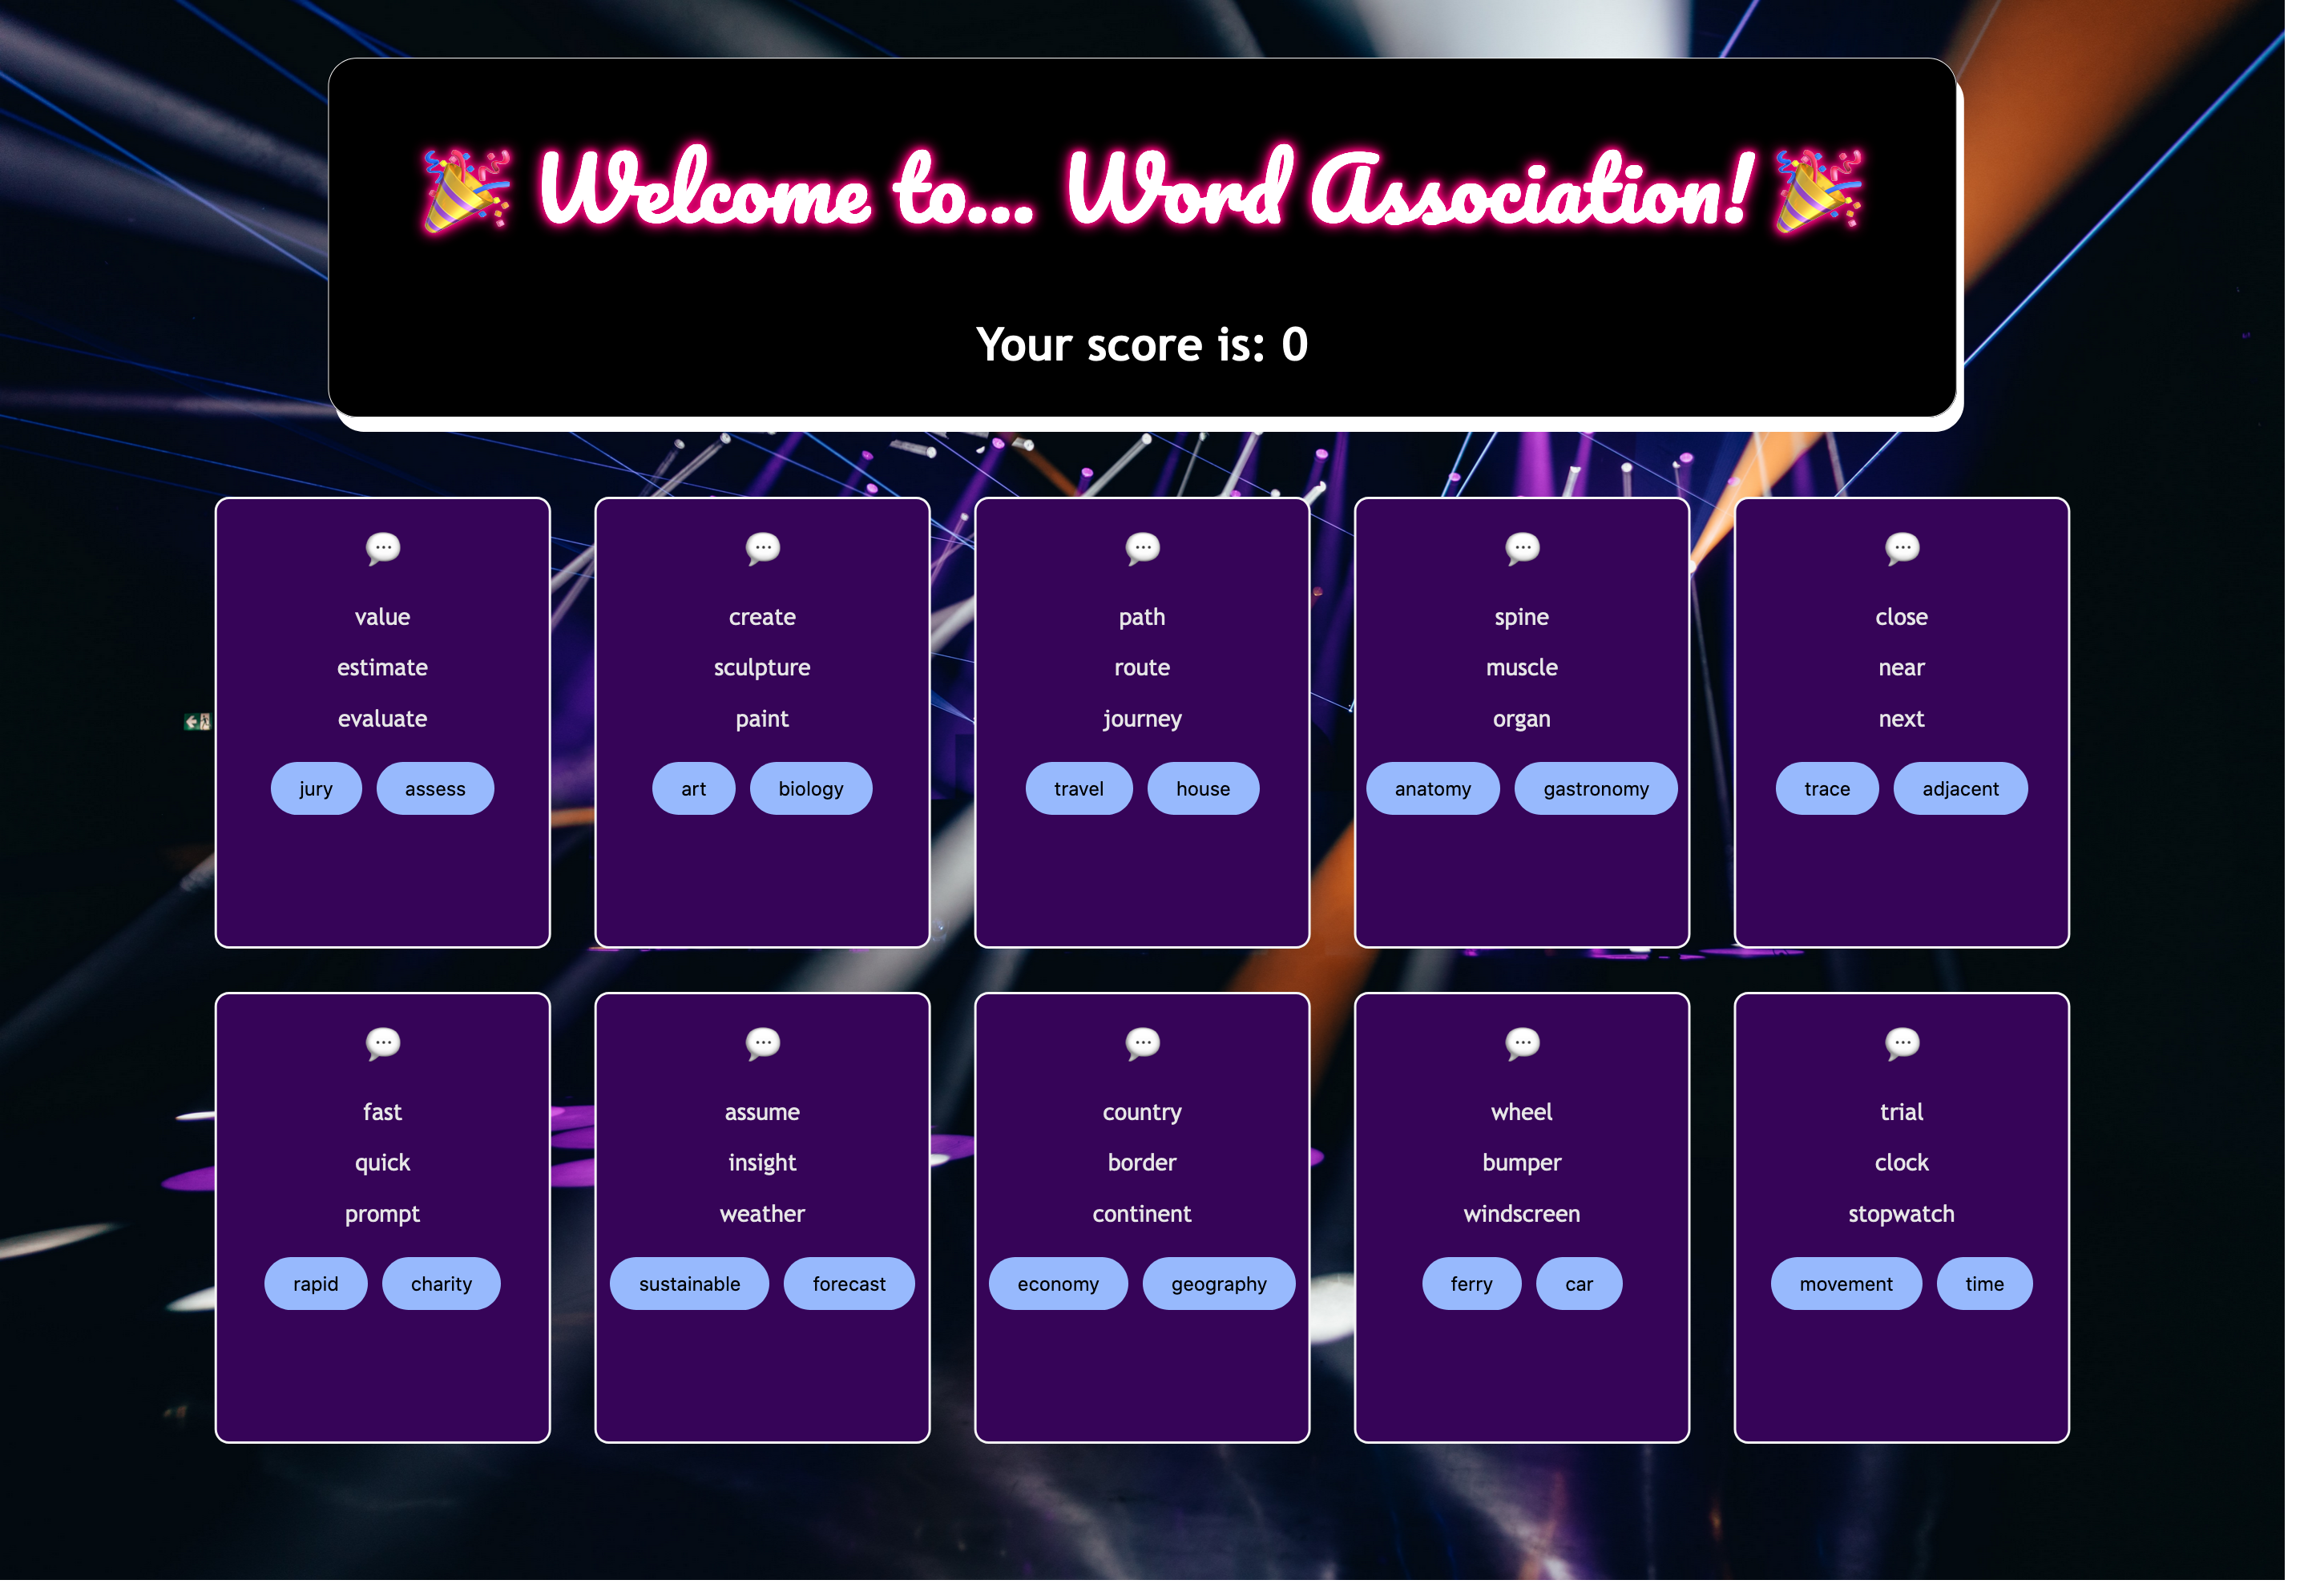 🎉 Welcome to... Word Association! 🎉
Your score is: 0
💬
value
estimate
evaluate
jury assess
💬
create
sculpture
paint
art biology
💬
path
route
journey
travel house
💬
spine
muscle
organ
anatomy gastronomy
💬
close
near
next
trace adjacent
💬
fast
quick
prompt
rapid charity
💬
assume
insight
weather
sustainable forecast
💬
country
border
continent
economy geography
💬
wheel
bumper
windscreen
ferry car
💬
trial
clock
stopwatch
movement time